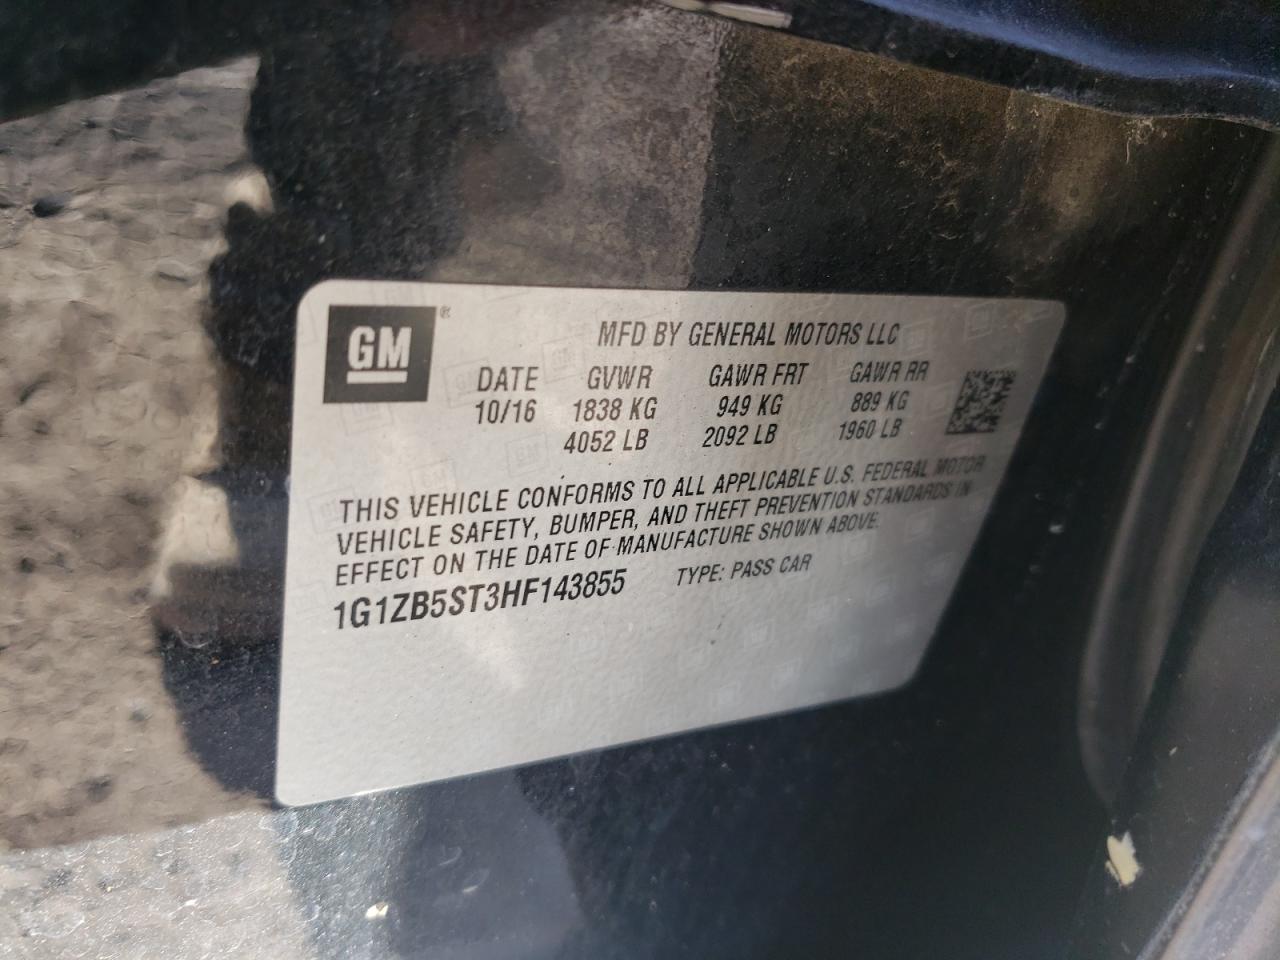 GM ®
MFD BY GENERAL MOTORS LLC
DATE GVWR GAWR FRT GAWR RR
10/16 1838 KG 949 KG 889 KG
4052 LB 2092 LB 1960 LB
THIS VEHICLE CONFORMS TO ALL APPLICABLE U.S. FEDERAL MOTOR
VEHICLE SAFETY, BUMPER, AND THEFT PREVENTION STANDARDS IN
EFFECT ON THE DATE OF MANUFACTURE SHOWN ABOVE.
1G1ZB5ST3HF143855 TYPE: PASS CAR